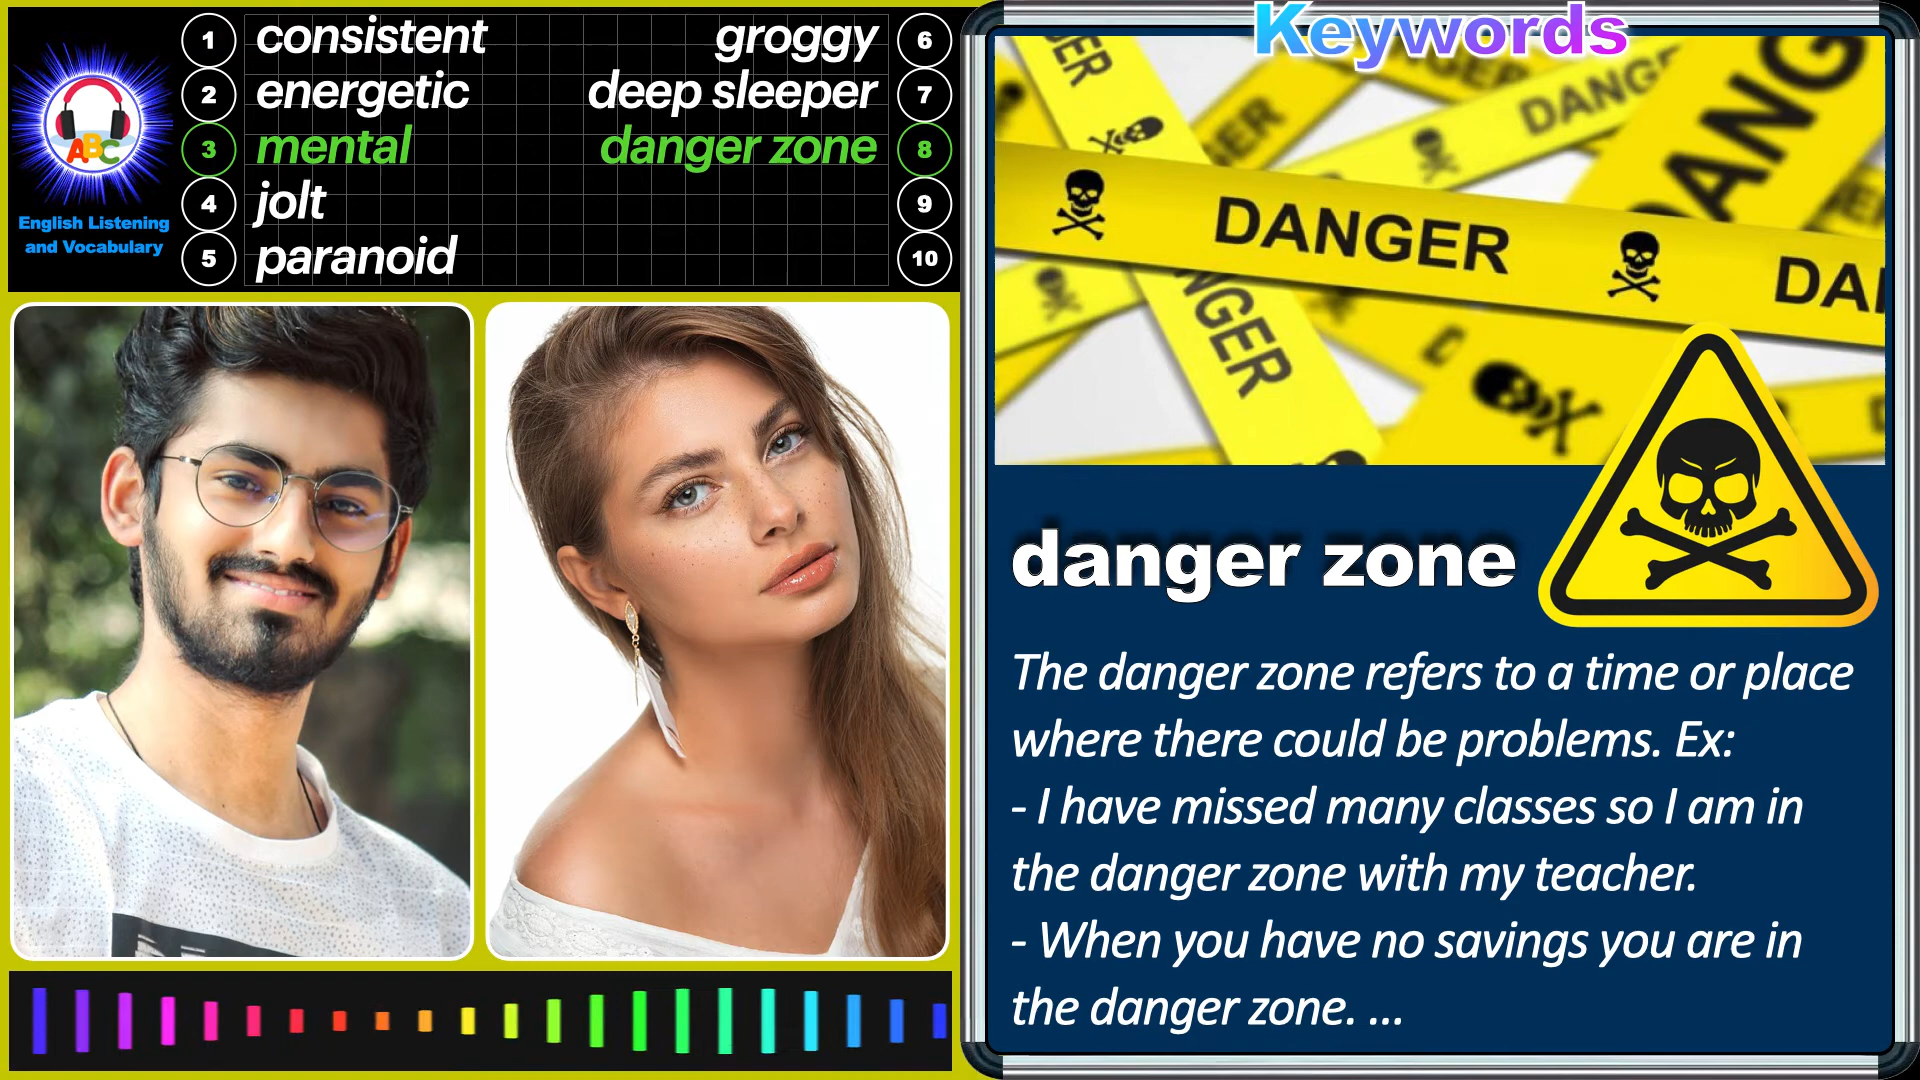 Keywords
1 consistent
2 energetic
3 mental
4 jolt
5 paranoid
groggy 6
deep sleeper 7
danger zone 8
9
10
ABC
English Listening
and Vocabulary
DANGER
DANGER
DANGER
danger zone
The danger zone refers to a time or place
where there could be problems. Ex:
- I have missed many classes so I am in
the danger zone with my teacher.
- When you have no savings you are in
the danger zone. ...